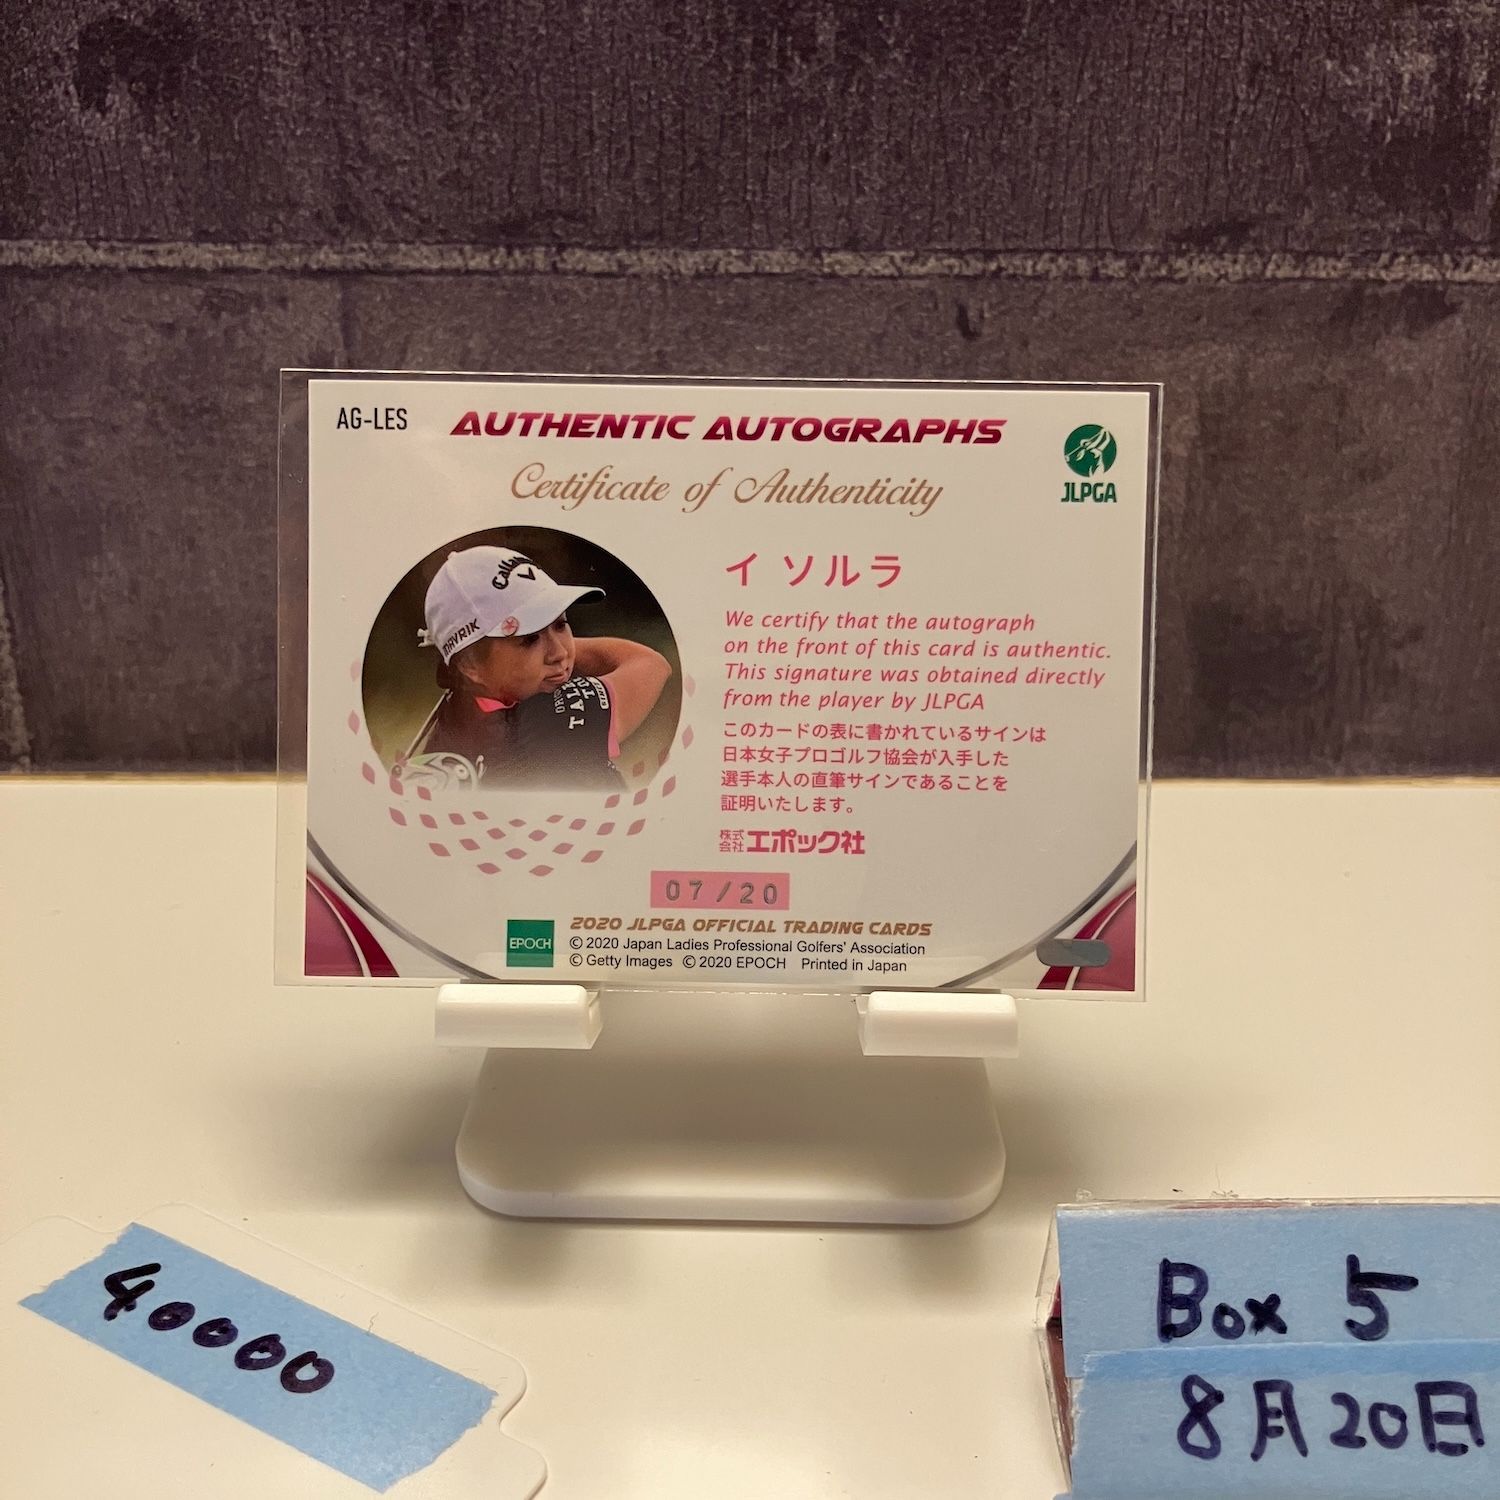 AG-LES
AUTHENTIC AUTOGRAPHS
Certificate of Authenticity
JLPGA
Callaway
MAVRIK
イ ソルラ
We certify that the autograph
on the front of this card is authentic.
This signature was obtained directly
from the player by JLPGA
このカードの表に書かれているサインは
日本女子プロゴルフ協会が入手した
選手本人の直筆サインであることを
証明いたします。
株式会社エポック社
07/20
EPOCH
2020 JLPGA OFFICIAL TRADING CARDS
© 2020 Japan Ladies Professional Golfers' Association
© Getty Images © 2020 EPOCH Printed in Japan
40000
Box 5
8月20日